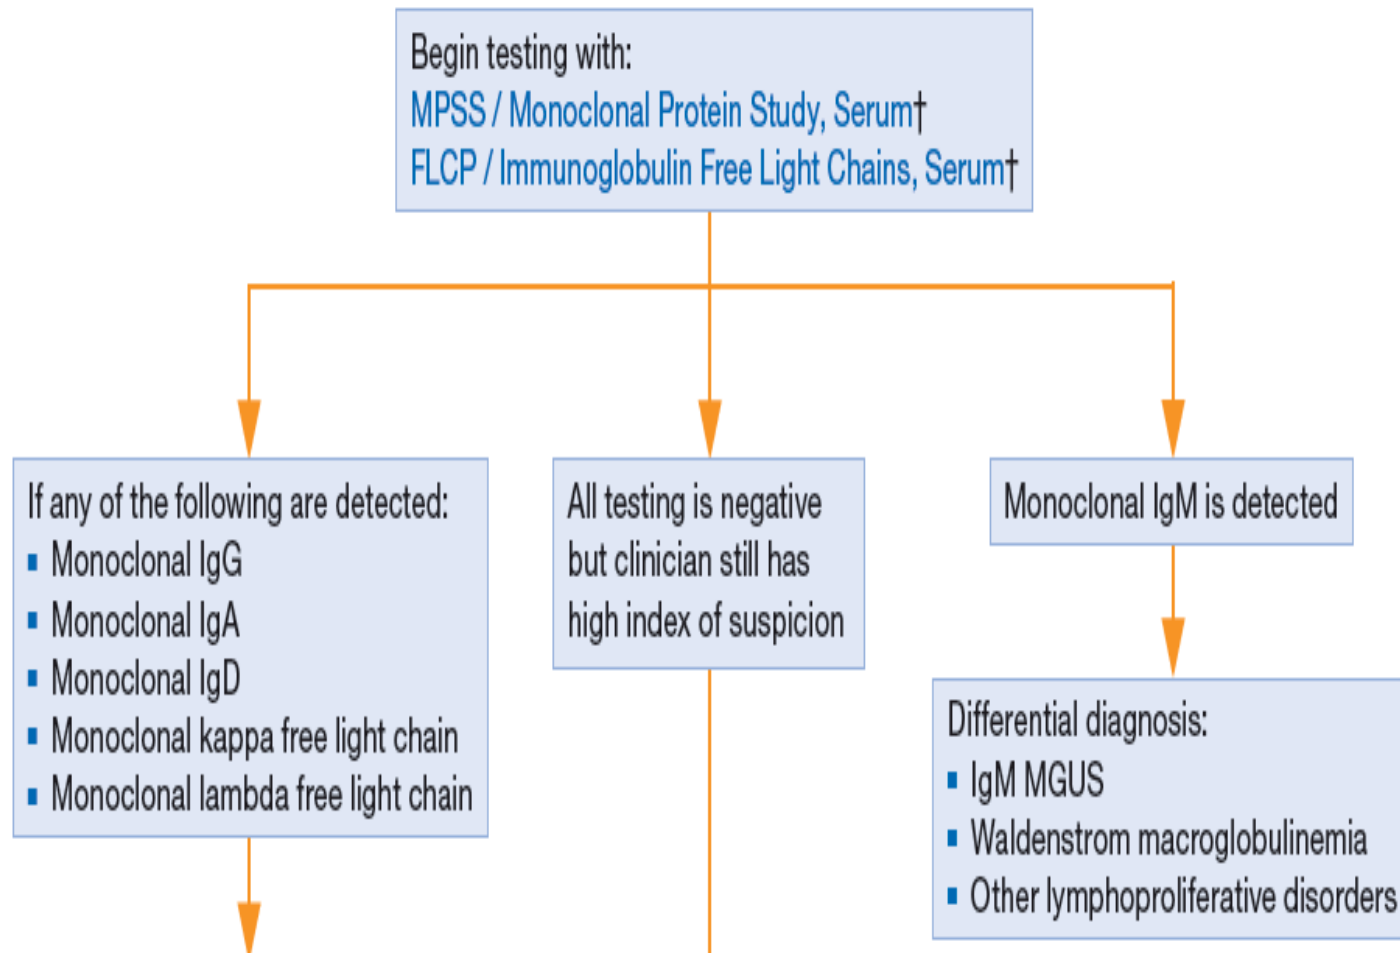 Begin testing with:
MPSS / Monoclonal Protein Study, Serum†
FLCP / Immunoglobulin Free Light Chains, Serum†
If any of the following are detected:
▪ Monoclonal IgG
▪ Monoclonal IgA
▪ Monoclonal IgD
▪ Monoclonal kappa free light chain
▪ Monoclonal lambda free light chain
All testing is negative
but clinician still has
high index of suspicion
Monoclonal IgM is detected
Differential diagnosis:
▪ IgM MGUS
▪ Waldenstrom macroglobulinemia
▪ Other lymphoproliferative disorders